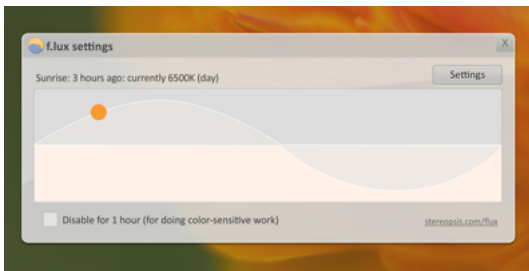 f.lux settings
X
Sunrise: 3 hours ago: currently 6500K (day)
Settings
Disable for 1 hour (for doing color-sensitive work)
stereopsis.com/flux